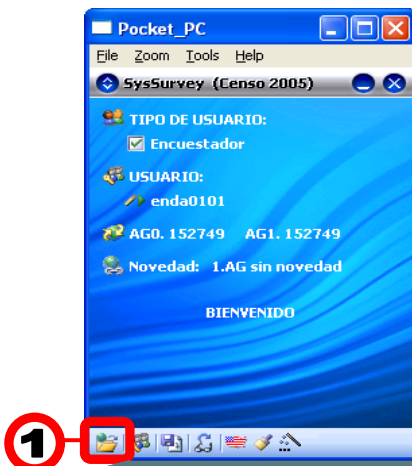 Pocket_PC
File Zoom Tools Help
SysSurvey (Censo 2005)
TIPO DE USUARIO:
Encuestador
USUARIO:
enda0101
AG0. 152749 AG1. 152749
Novedad: 1.AG sin novedad
BIENVENIDO
1